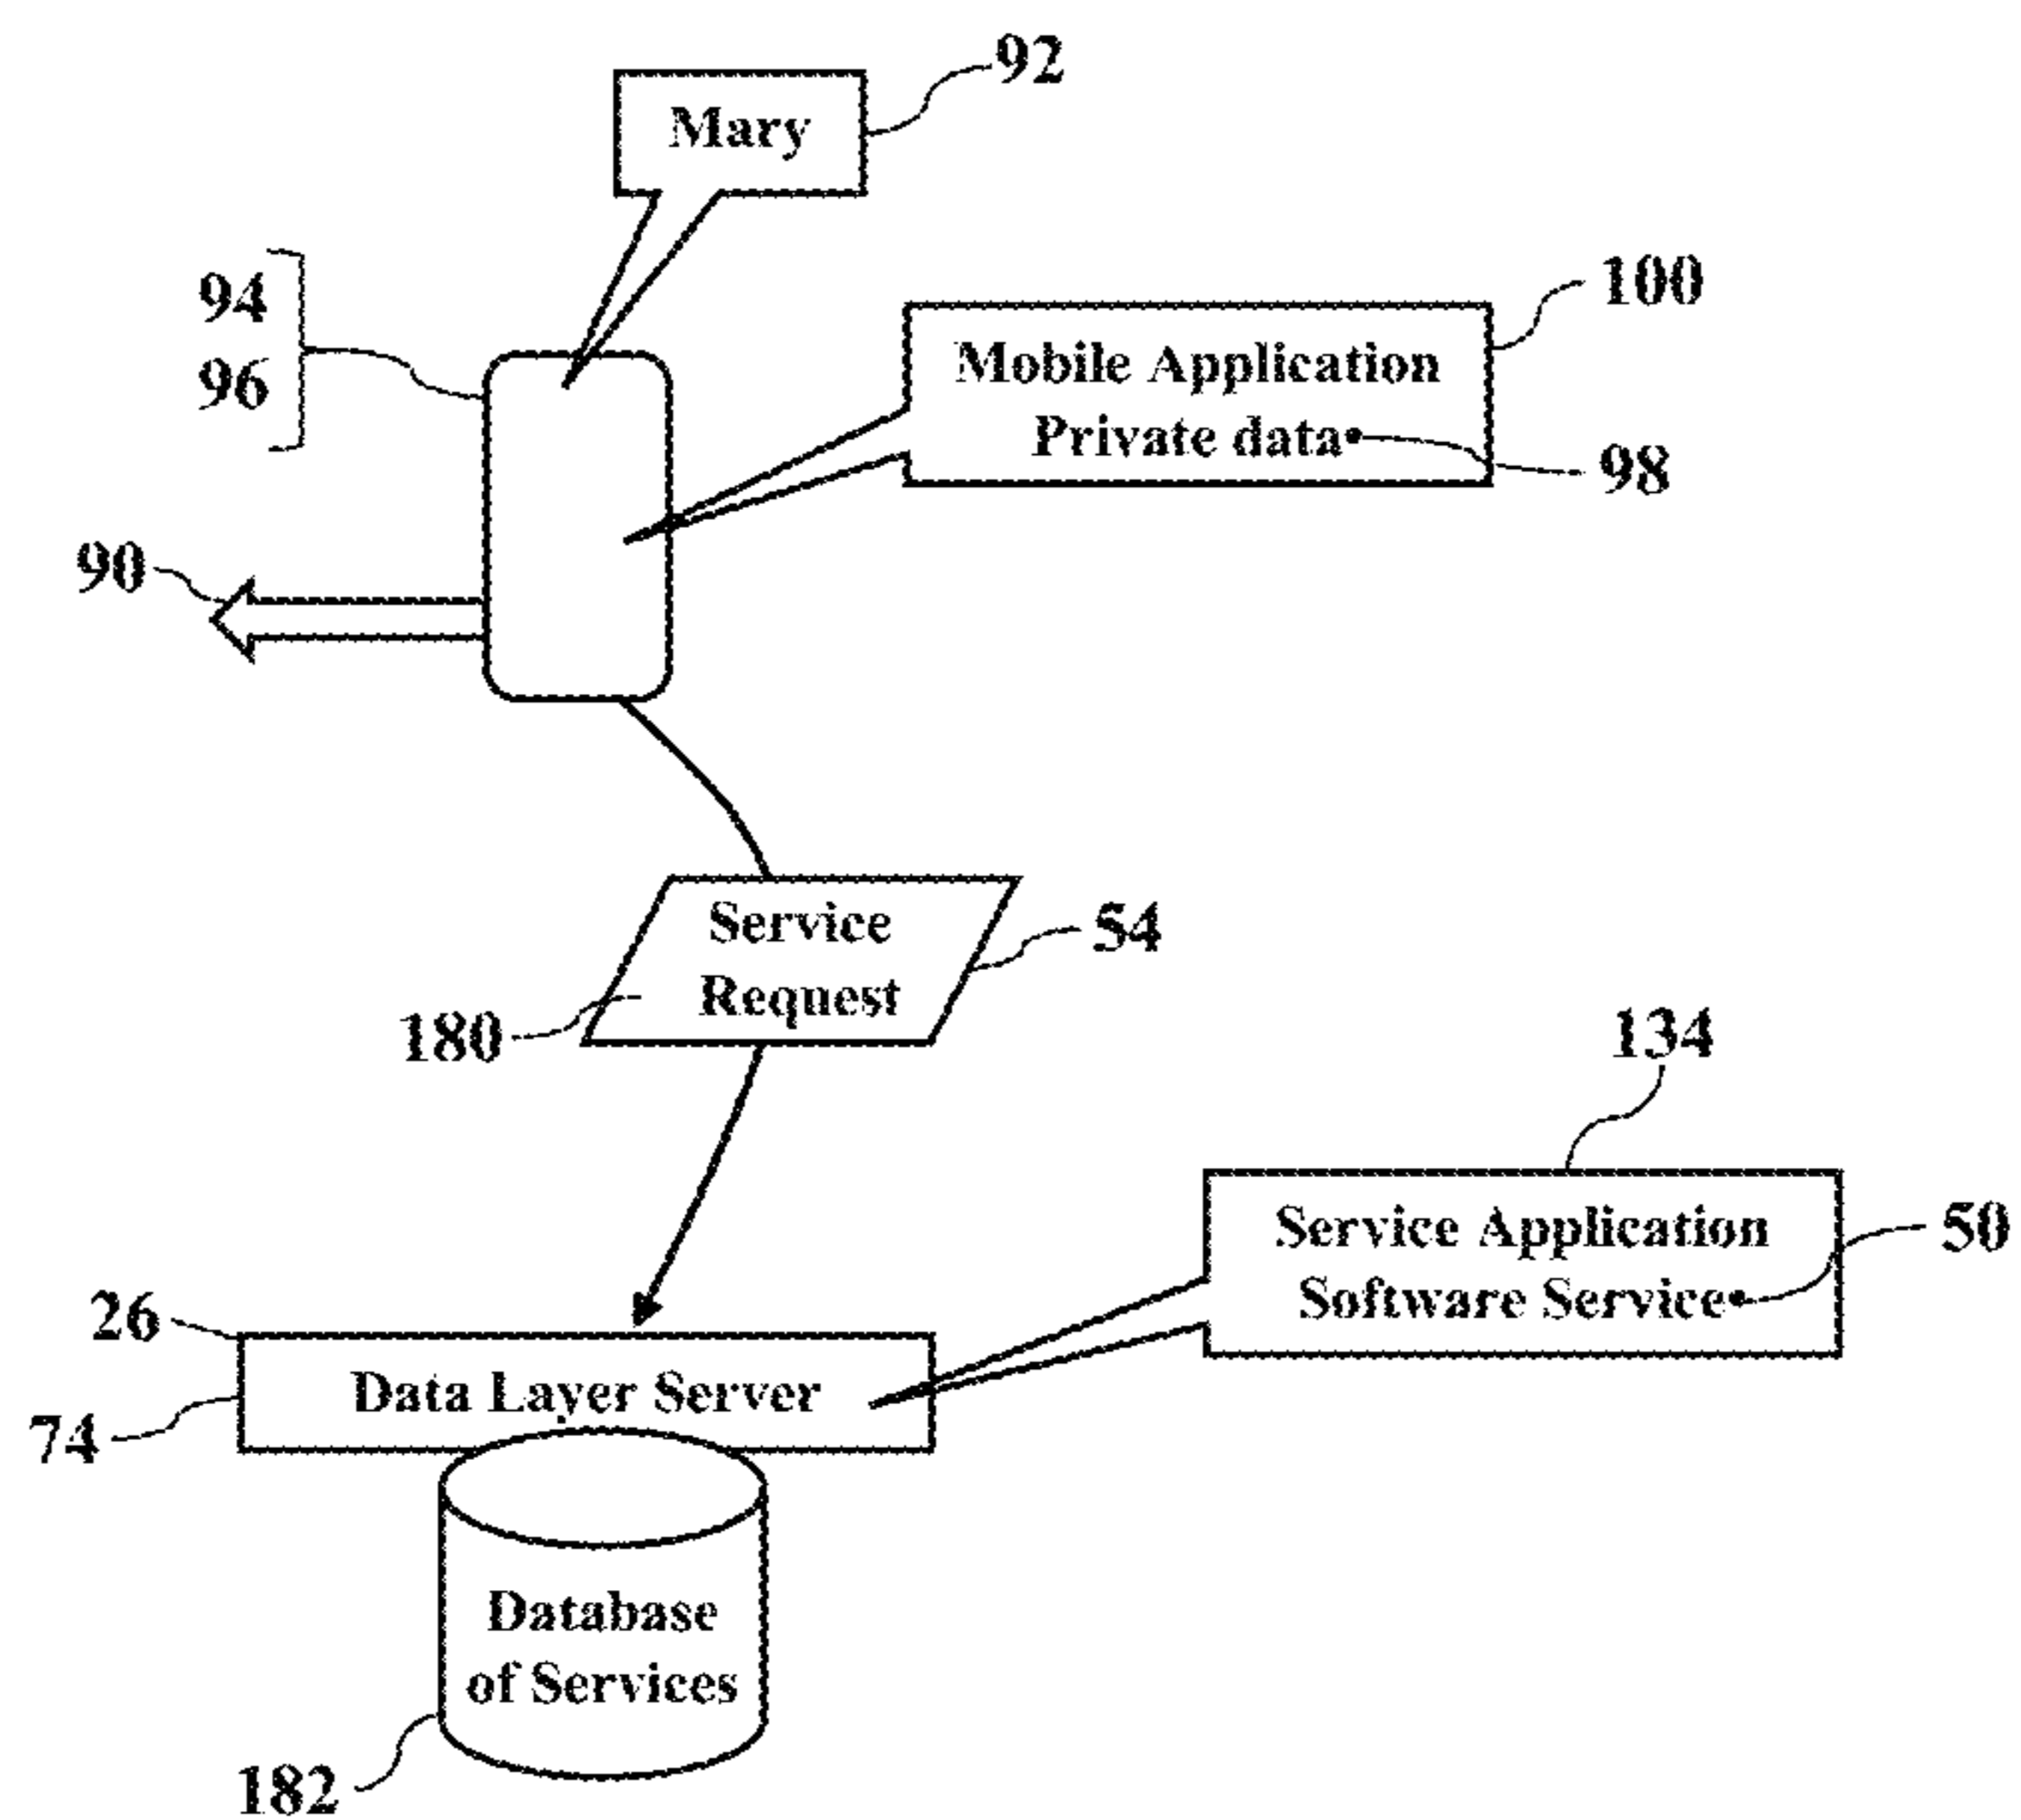 92
Mary
94
96
100
Mobile Application
Private data
98
90
Service
Request
54
180
134
Service Application
Software Service
50
26
Data Layer Server
74
Database
of Services
182